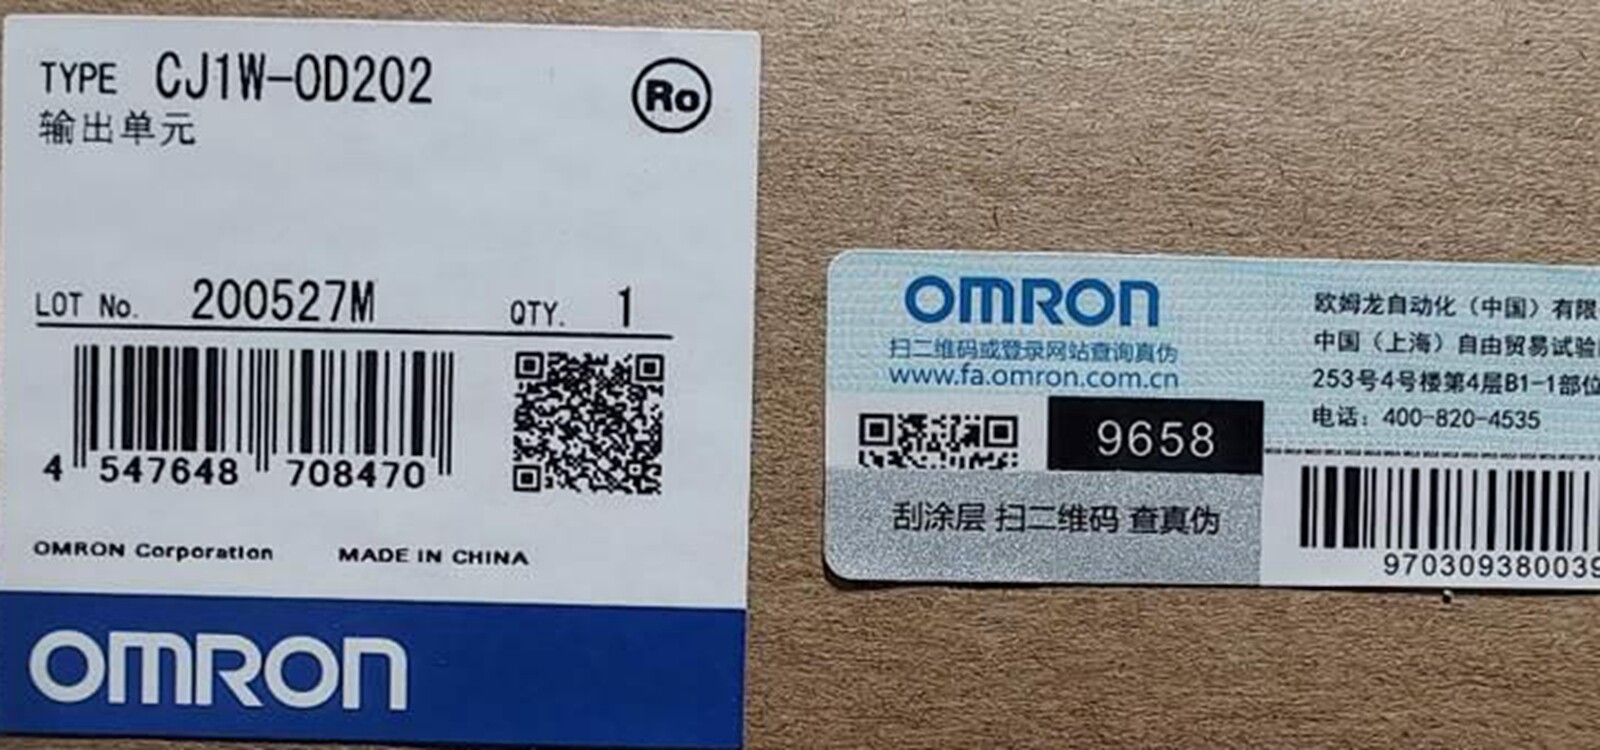 TYPE CJ1W-OD202
Ro
输出单元
LOT No. 200527M QTY. 1
4 547648 708470
OMRON Corporation MADE IN CHINA
OMRON
OMRON
扫二维码或登录网站查询真伪
www.fa.omron.com.cn
9658
刮涂层 扫二维码 查真伪
欧姆龙自动化（中国）有限
中国（上海）自由贸易试验
253号4号楼第4层B1-1部位
电话：400-820-4535
970309380039